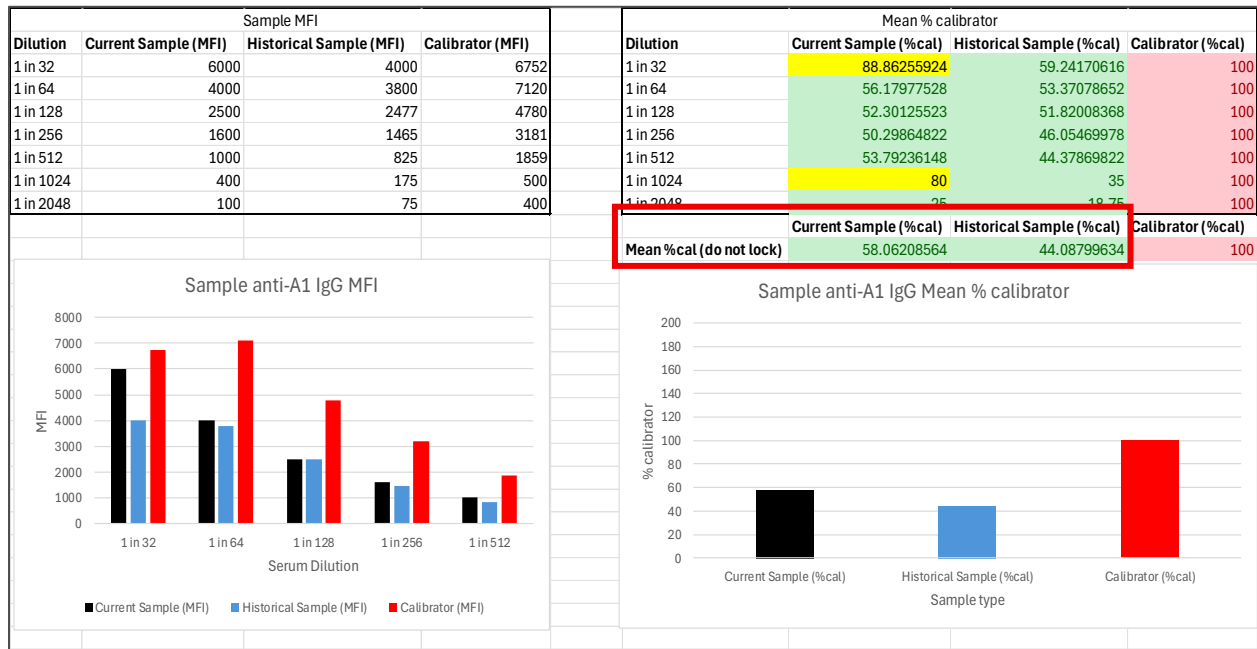 Sample MFI
Dilution Current Sample (MFI) Historical Sample (MFI) Calibrator (MFI)
1 in 32 6000 4000 6752
1 in 64 4000 3800 7120
1 in 128 2500 2477 4780
1 in 256 1600 1465 3181
1 in 512 1000 825 1859
1 in 1024 400 175 500
1 in 2048 100 75 400
Mean % calibrator
Dilution Current Sample (%cal) Historical Sample (%cal) Calibrator (%cal)
1 in 32 88.86255924 59.24170616 100
1 in 64 56.17977528 53.37078652 100
1 in 128 52.30125523 51.82008368 100
1 in 256 50.29864822 46.05469978 100
1 in 512 53.79236148 44.37869822 100
1 in 1024 80 35 100
1 in 2048 25 18.75 100
Current Sample (%cal) Historical Sample (%cal) Calibrator (%cal)
Mean %cal (do not lock) 58.06208564 44.08799634 100
Sample anti-A1 IgG MFI
8000
7000
6000
5000
4000
3000
2000
1000
0
MFI
1 in 32 1 in 64 1 in 128 1 in 256 1 in 512
Serum Dilution
Current Sample (MFI) Historical Sample (MFI) Calibrator (MFI)
Sample anti-A1 IgG Mean % calibrator
200
180
160
140
120
100
80
60
40
20
0
% calibrator
Current Sample (%cal) Historical Sample (%cal) Calibrator (%cal)
Sample type